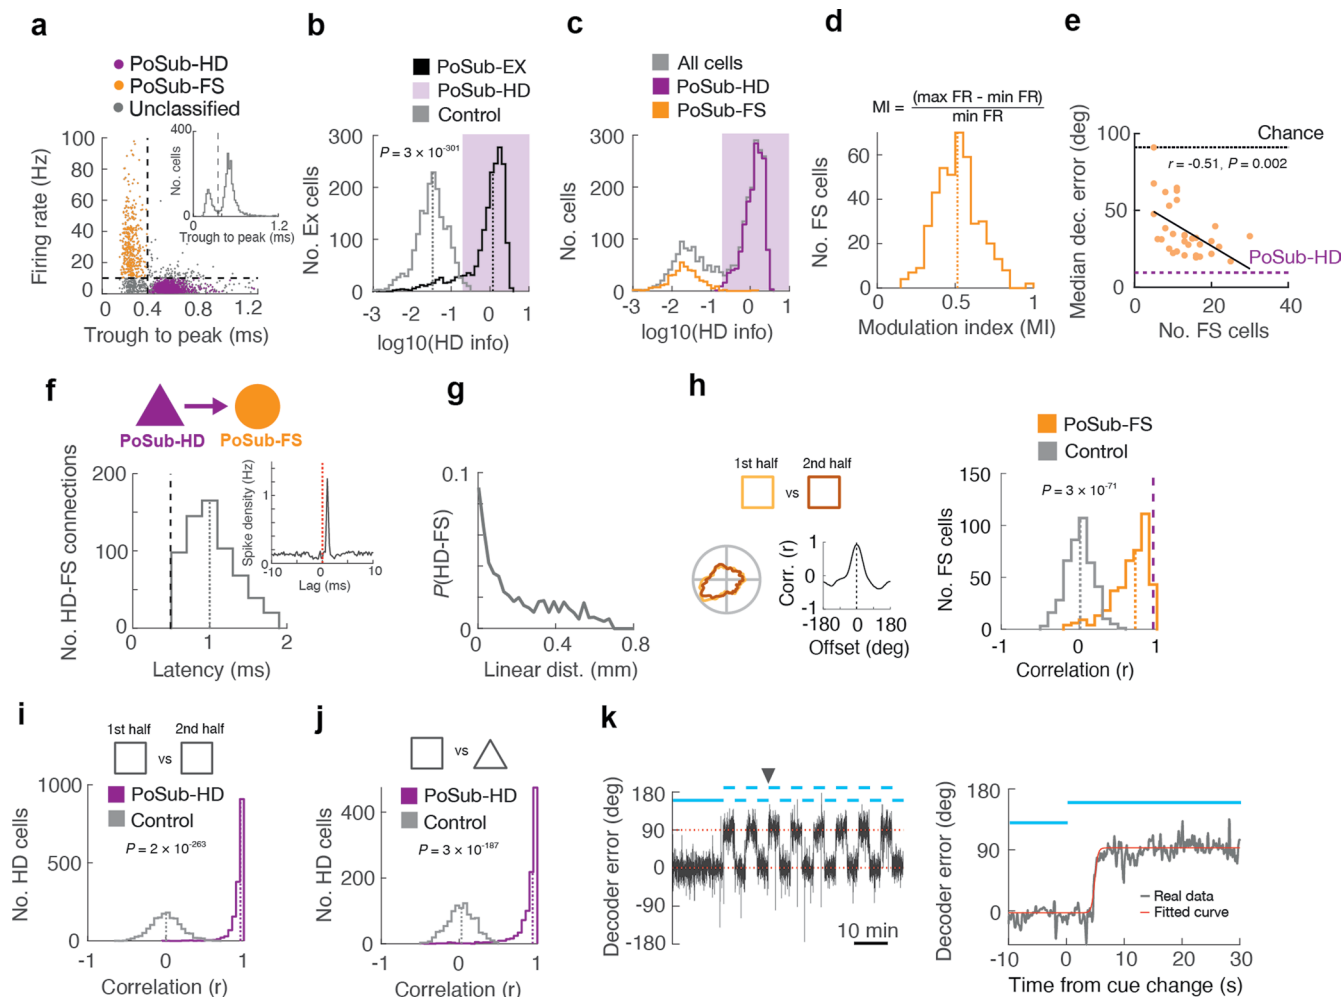 a
PoSub-HD
PoSub-FS
Unclassified
Firing rate (Hz)
100
80
60
40
20
0
0
0.4
0.8
1.2
Trough to peak (ms)
No. cells
400
0
0
1.2
Trough to peak (ms)
b
PoSub-EX
PoSub-HD
Control
P = 3 × 10-301
No. Ex cells
300
200
100
0
-3
-2
-1
0
1
log10(HD info)
c
All cells
PoSub-HD
PoSub-FS
No. cells
300
200
100
0
-3
-2
-1
0
1
log10(HD info)
d
MI = (max FR - min FR)
min FR
No. FS cells
60
40
20
0
0
0.5
1
Modulation index (MI)
e
Median dec. error (deg)
100
50
0
Chance
r = -0.51, P = 0.002
PoSub-HD
0
20
40
No. FS cells
f
PoSub-HD
PoSub-FS
No. HD-FS connections
200
100
0
0
1
2
Latency (ms)
Spike density (Hz)
1
0
-10
0
10
Lag (ms)
g
P(HD-FS)
0.1
0
0
0.4
0.8
Linear dist. (mm)
h
1st half
2nd half
vs
Corr. (r)
1
-1
-180
0
180
Offset (deg)
PoSub-FS
Control
P = 3 × 10-71
No. FS cells
150
100
50
0
-1
0
1
Correlation (r)
i
1st half
2nd half
vs
PoSub-HD
Control
P = 2 × 10-263
No. HD cells
1000
500
0
-1
0
1
Correlation (r)
j
vs
PoSub-HD
Control
P = 3 × 10-187
No. HD cells
400
200
0
-1
0
1
Correlation (r)
k
Decoder error (deg)
180
90
0
-90
-180
10 min
Decoder error (deg)
180
90
0
Real data
Fitted curve
-10
0
10
20
30
Time from cue change (s)